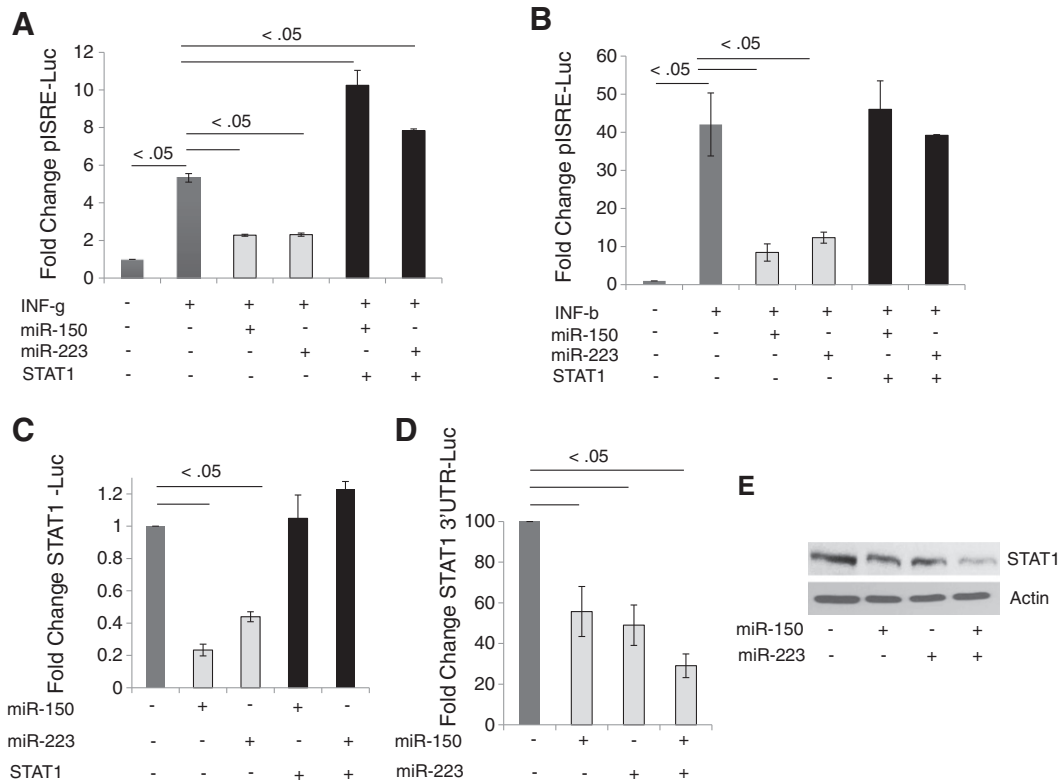 A
Fold Change pISRE-Luc
12
10
8
6
4
2
0
< .05
< .05
< .05
INF-g - + + + + +
miR-150 - - + - + -
miR-223 - - - + - +
STAT1 - - - - + +
B
Fold Change pISRE-Luc
60
50
40
30
20
10
0
< .05
< .05
INF-b - + + + + +
miR-150 - - + - + -
miR-223 - - - + - +
STAT1 - - - - + +
C
Fold Change STAT1 -Luc
1.2
1
0.8
0.6
0.4
0.2
0
< .05
miR-150 - + - + -
miR-223 - - + - +
STAT1 - - - + +
D
Fold Change STAT1 3'UTR-Luc
100
80
60
40
20
0
< .05
miR-150 - + - +
miR-223 - - + +
E
STAT1
Actin
miR-150 - + - +
miR-223 - - + +